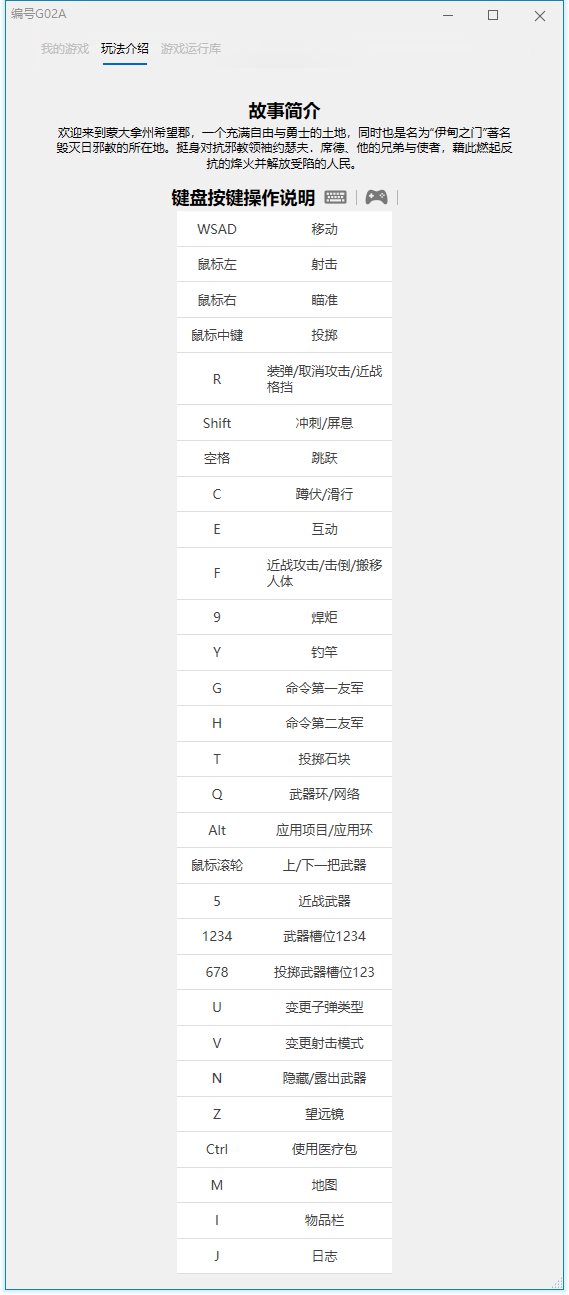 编号G02A
我的游戏 玩法介绍 游戏运行库
故事简介
欢迎来到蒙大拿州希望郡，一个充满自由与勇士的土地，同时也是名为“伊甸之门”著名
毁灭日邪教的所在地。挺身对抗邪教领袖约瑟夫．席德、他的兄弟与使者，藉此燃起反
抗的烽火并解放受陷的人民。
键盘按键操作说明
WSAD 移动
鼠标左 射击
鼠标右 瞄准
鼠标中键 投掷
R 装弹/取消攻击/近战
格挡
Shift 冲刺/屏息
空格 跳跃
C 蹲伏/滑行
E 互动
F 近战攻击/击倒/搬移
人体
9 焊炬
Y 钓竿
G 命令第一友军
H 命令第二友军
T 投掷石块
Q 武器环/网络
Alt 应用项目/应用环
鼠标滚轮 上/下一把武器
5 近战武器
1234 武器槽位1234
678 投掷武器槽位123
U 变更子弹类型
V 变更射击模式
N 隐藏/露出武器
Z 望远镜
Ctrl 使用医疗包
M 地图
I 物品栏
J 日志